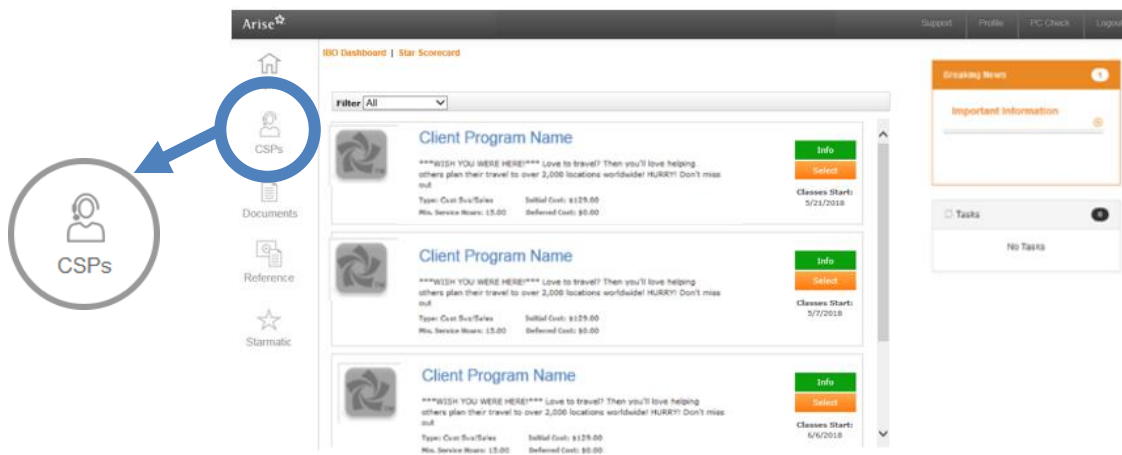 Arise
Support Profile PC Check Logout
IBO Dashboard | Star Scorecard
CSPs
Documents
Reference
Starmatic
CSPs
Filter All
Client Program Name
***WISH YOU WERE HERE!*** Love to travel? Then you'll love helping
others plan their travel to over 2,000 locations worldwide! HURRY! Don't miss
out
Type: Cust Svc/Sales Initial Cost: $129.00
Min. Service Hours: 15.00 Deferred Cost: $0.00
Info
Select
Classes Start:
5/21/2018
Client Program Name
***WISH YOU WERE HERE!*** Love to travel? Then you'll love helping
others plan their travel to over 2,000 locations worldwide! HURRY! Don't miss
out
Type: Cust Svc/Sales Initial Cost: $129.00
Min. Service Hours: 15.00 Deferred Cost: $0.00
Info
Select
Classes Start:
5/7/2018
Client Program Name
***WISH YOU WERE HERE!*** Love to travel? Then you'll love helping
others plan their travel to over 2,000 locations worldwide! HURRY! Don't miss
out
Type: Cust Svc/Sales Initial Cost: $129.00
Min. Service Hours: 15.00 Deferred Cost: $0.00
Info
Select
Classes Start:
6/6/2018
Breaking News 1
Important Information
Tasks 0
No Tasks